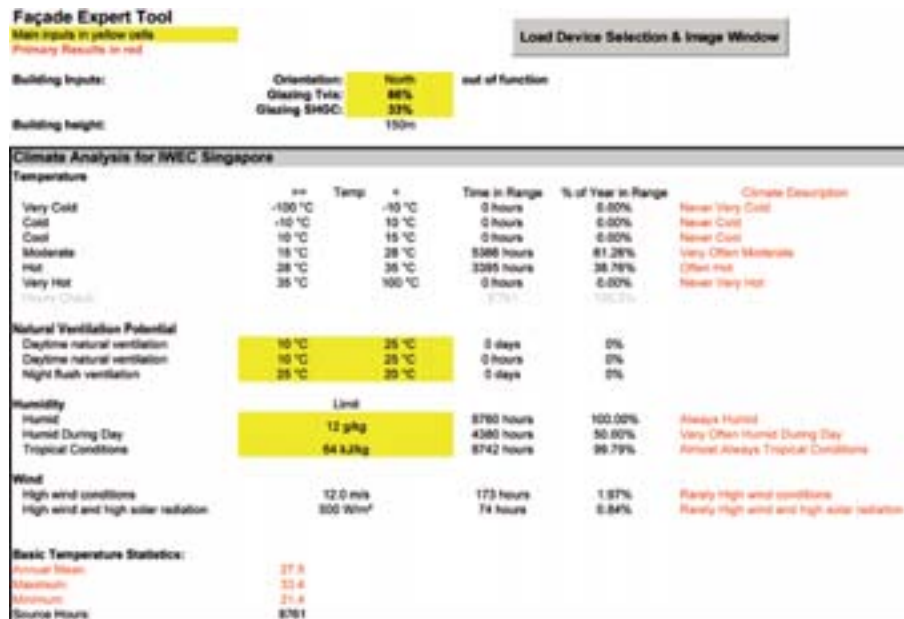 Façade Expert Tool
Main inputs in yellow cells
Primary Results in red
Load Device Selection & Image Window
Building Inputs: Orientation: North out of function
Glazing Tvis: 66%
Glazing SHGC: 33%
Building height: 150m
Climate Analysis for IWEC Singapore
Temperature
>= Temp < Time in Range % of Year in Range Climate Description
Very Cold -100 °C -10 °C 0 hours 0.00% Never Very Cold
Cold -10 °C 10 °C 0 hours 0.00% Never Cold
Cool 10 °C 15 °C 0 hours 0.00% Never Cool
Moderate 15 °C 28 °C 5366 hours 61.26% Very Often Moderate
Hot 28 °C 35 °C 3395 hours 38.76% Often Hot
Very Hot 35 °C 100 °C 0 hours 0.00% Never Very Hot
Hours Check 8761
Natural Ventilation Potential
Daytime natural ventilation 10 °C 25 °C 0 days 0%
Daytime natural ventilation 10 °C 25 °C 0 hours 0%
Night flush ventilation 25 °C 20 °C 0 days 0%
Humidity Limit
Humid 12 g/kg 8760 hours 100.00% Always Humid
Humid During Day 4380 hours 50.00% Very Often Humid During Day
Tropical Conditions 64 kJ/kg 8742 hours 99.79% Almost Always Tropical Conditions
Wind
High wind conditions 12.0 m/s 173 hours 1.97% Rarely High wind conditions
High wind and high solar radiation W/m² 74 hours 0.84% Rarely High wind and high solar radiation
Basic Temperature Statistics:
Annual Mean:
Maximum:
Minimum: 21.4
Source Hours 8761